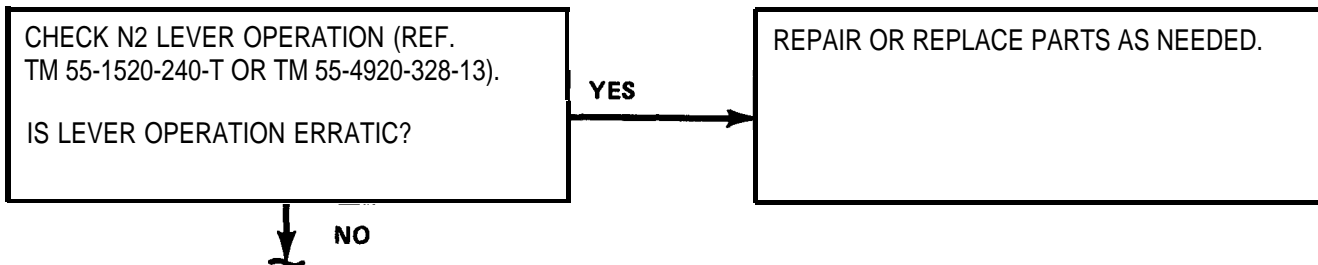 CHECK N2 LEVER OPERATION (REF.
TM 55-1520-240-T OR TM 55-4920-328-13).
IS LEVER OPERATION ERRATIC?
YES
REPAIR OR REPLACE PARTS AS NEEDED.
NO